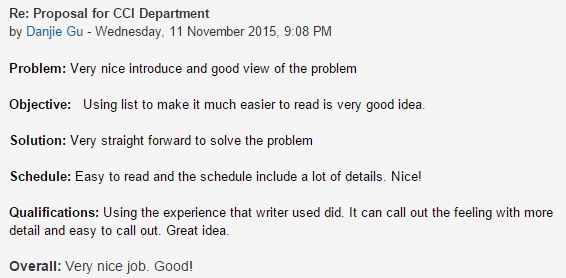 Re: Proposal for CCI Department
by Danjie Gu - Wednesday, 11 November 2015, 9:08 PM
Problem: Very nice introduce and good view of the problem
Objective: Using list to make it much easier to read is very good idea.
Solution: Very straight forward to solve the problem
Schedule: Easy to read and the schedule include a lot of details. Nice!
Qualifications: Using the experience that writer used did. It can call out the feeling with more
detail and easy to call out. Great idea.
Overall: Very nice job. Good!